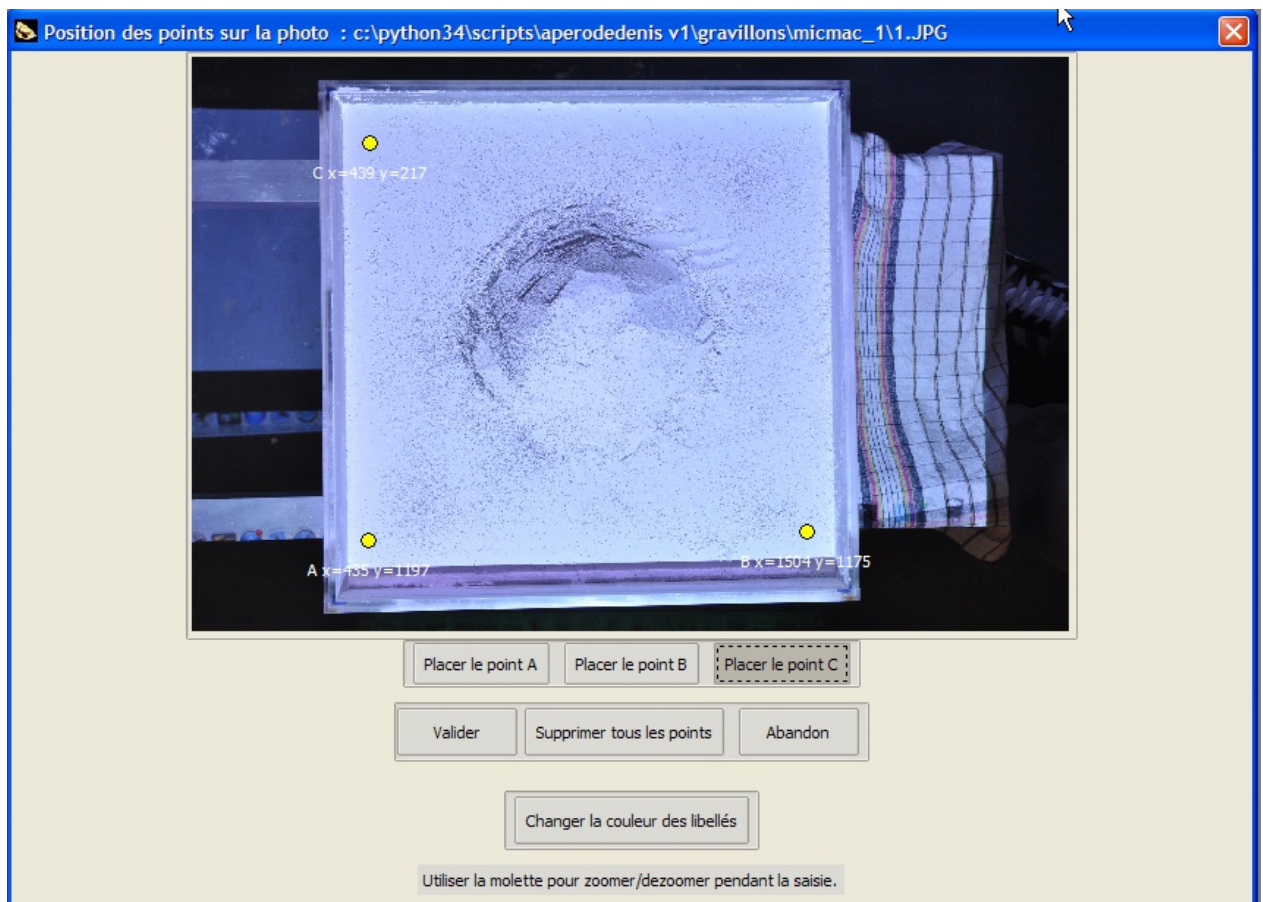 Position des points sur la photo : c:\python34\scripts\aperodedenis v1\gravillons\micmac_1\1.JPG
C x=439 y=217
A x=435 y=1197
B x=1504 y=1175
Placer le point A
Placer le point B
Placer le point C
Valider
Supprimer tous les points
Abandon
Changer la couleur des libellés
Utiliser la molette pour zoomer/dezoomer pendant la saisie.